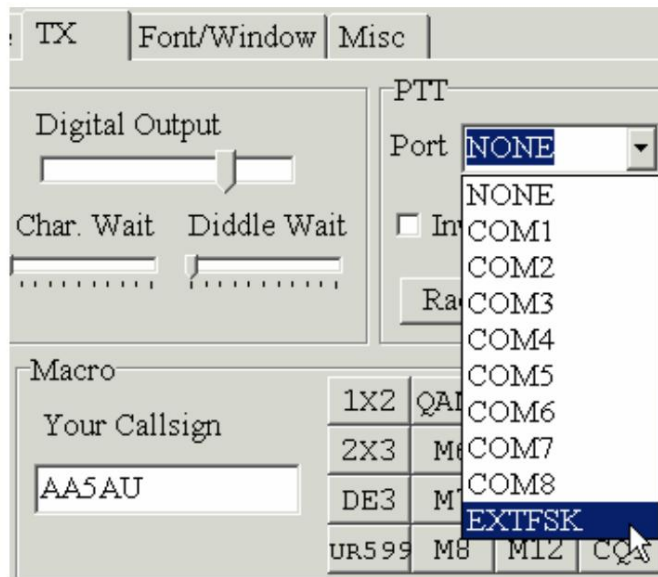 TX Font/Window Misc
PTT
Digital Output
Port NONE
NONE
Char. Wait Diddle Wait
COM1
COM2
COM3
COM4
COM5
COM6
COM7
COM8
EXTFSK
Macro
Your Callsign
AA5AU
1X2
2X3
DE3
UR599 M8 M12